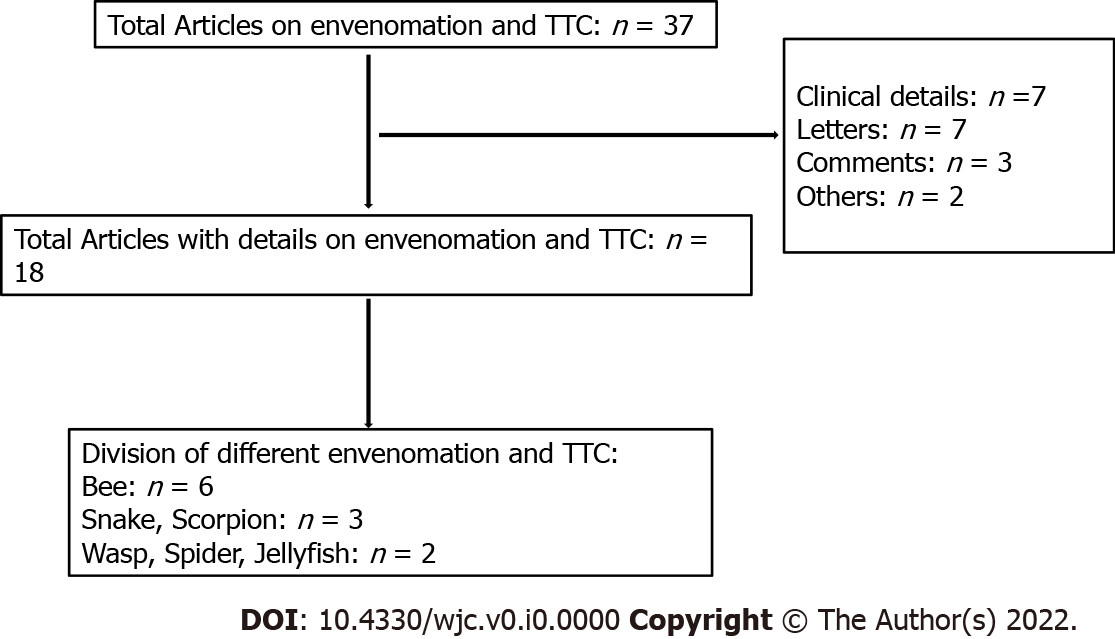 Total Articles on envenomation and TTC: n = 37
Clinical details: n =7
Letters: n = 7
Comments: n = 3
Others: n = 2
Total Articles with details on envenomation and TTC: n =
18
Division of different envenomation and TTC:
Bee: n = 6
Snake, Scorpion: n = 3
Wasp, Spider, Jellyfish: n = 2
DOI: 10.4330/wjc.v0.i0.0000 Copyright © The Author(s) 2022.